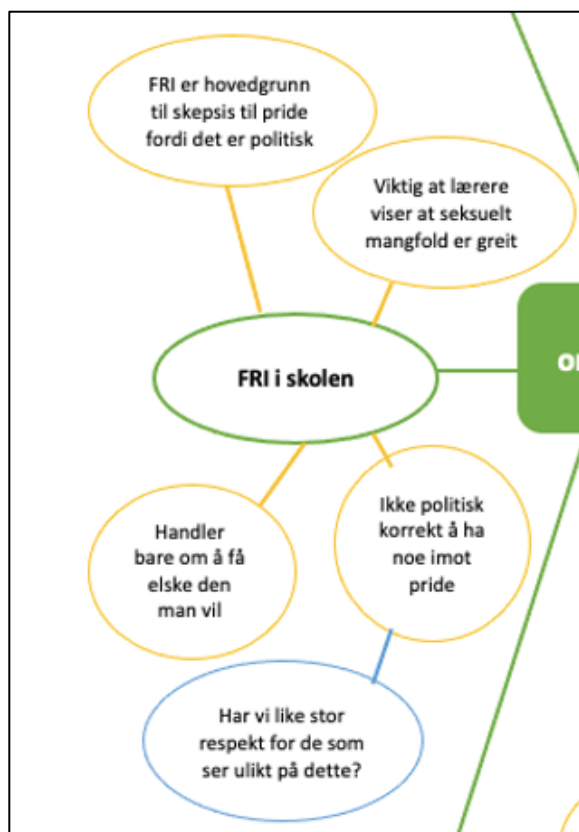 FRI er hovedgrunn
til skepsis til pride
fordi det er politisk
Viktig at lærere
viser at seksuelt
mangfold er greit
FRI i skolen
Handler
bare om å få
elske den
man vil
Ikke politisk
korrekt å ha
noe imot
pride
Har vi like stor
respekt for de som
ser ulikt på dette?